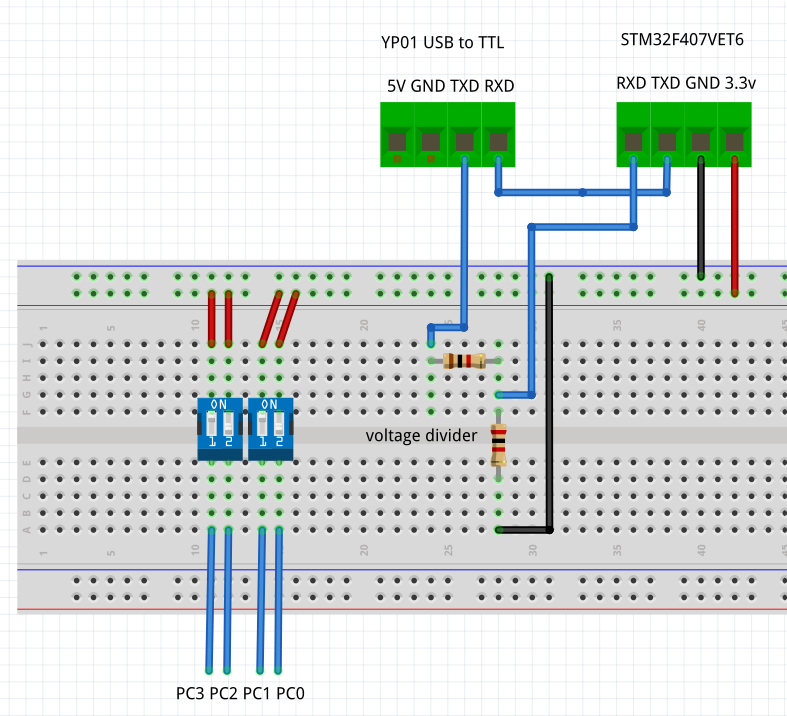 YP01 USB to TTL
STM32F407VET6
5V GND TXD RXD
RXD TXD GND 3.3v
1 5 10 20 25 35 40 45
J
I
H
G
F
ON ON
1 2 1 2
voltage divider
E
D
C
B
A
1 5 10 15 20 25 30 35 40 45
PC3 PC2 PC1 PC0